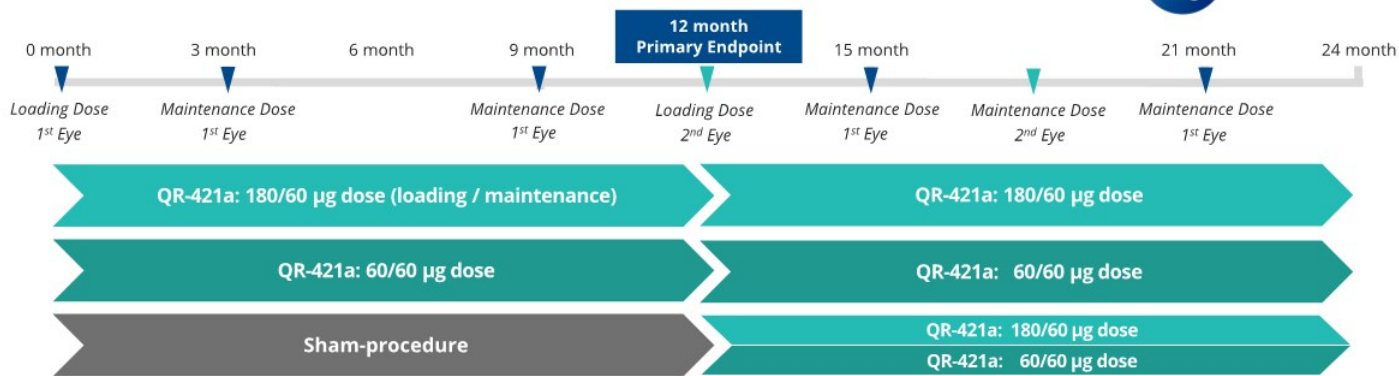 12 month
Primary Endpoint
0 month 3 month 6 month 9 month 15 month 21 month 24 month
Loading Dose Maintenance Dose Maintenance Dose Loading Dose Maintenance Dose Maintenance Dose Maintenance Dose
1st Eye 1st Eye 1st Eye 2nd Eye 1st Eye 2nd Eye 1st Eye
QR-421a: 180/60 µg dose (loading / maintenance) QR-421a: 180/60 µg dose
QR-421a: 60/60 µg dose QR-421a: 60/60 µg dose
Sham-procedure
QR-421a: 180/60 µg dose
QR-421a: 60/60 µg dose